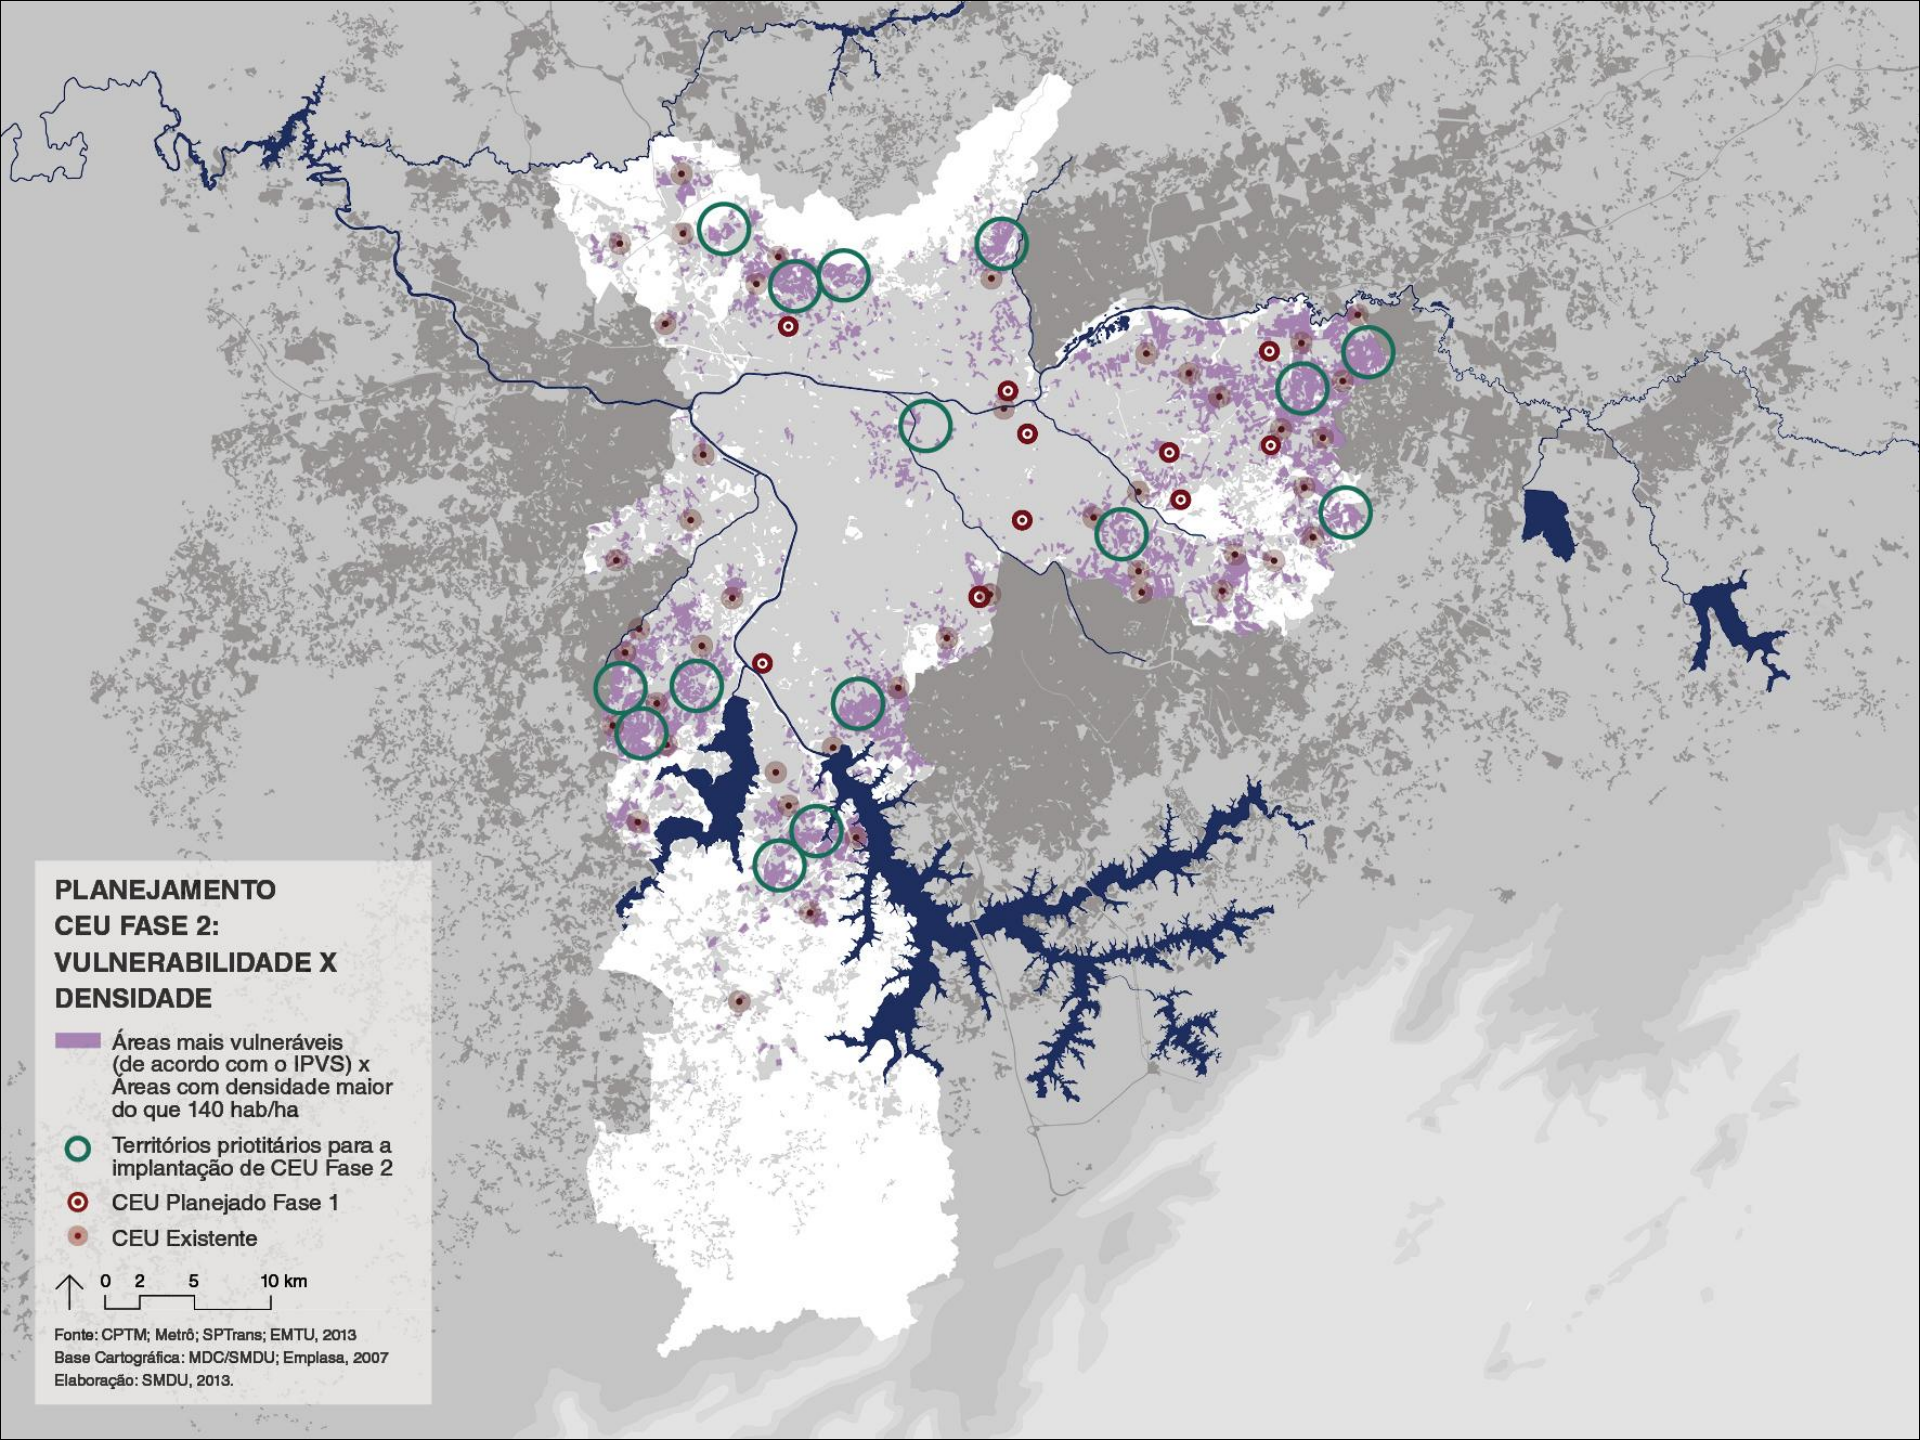 PLANEJAMENTO
CEU FASE 2:
VULNERABILIDADE X
DENSIDADE
Áreas mais vulneráveis
(de acordo com o IPVS) x
Áreas com densidade maior
do que 140 hab/ha
Territórios priotitários para a
implantação de CEU Fase 2
CEU Planejado Fase 1
CEU Existente
0 2 5 10 km
Fonte: CPTM; Metrô; SPTrans; EMTU, 2013
Base Cartográfica: MDC/SMDU; Emplasa, 2007
Elaboração: SMDU, 2013.